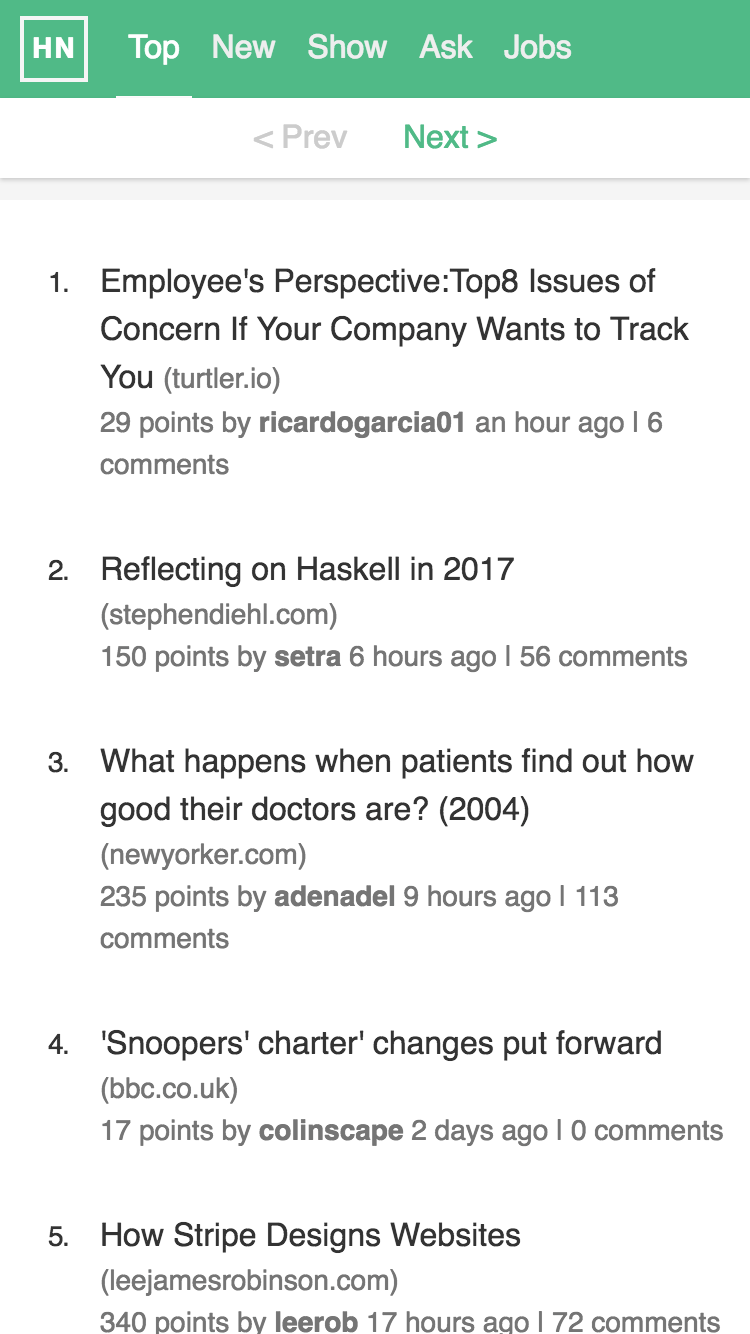 HN Top New Show Ask Jobs
< Prev Next >
1. Employee's Perspective:Top8 Issues of
Concern If Your Company Wants to Track
You (turtler.io)
29 points by ricardogarcia01 an hour ago | 6
comments
2. Reflecting on Haskell in 2017
(stephendiehl.com)
150 points by setra 6 hours ago | 56 comments
3. What happens when patients find out how
good their doctors are? (2004)
(newyorker.com)
235 points by adenadel 9 hours ago | 113
comments
4. 'Snoopers' charter' changes put forward
(bbc.co.uk)
17 points by colinscape 2 days ago | 0 comments
5. How Stripe Designs Websites
(leejamesrobinson.com)
340 points by leerob 17 hours ago | 72 comments